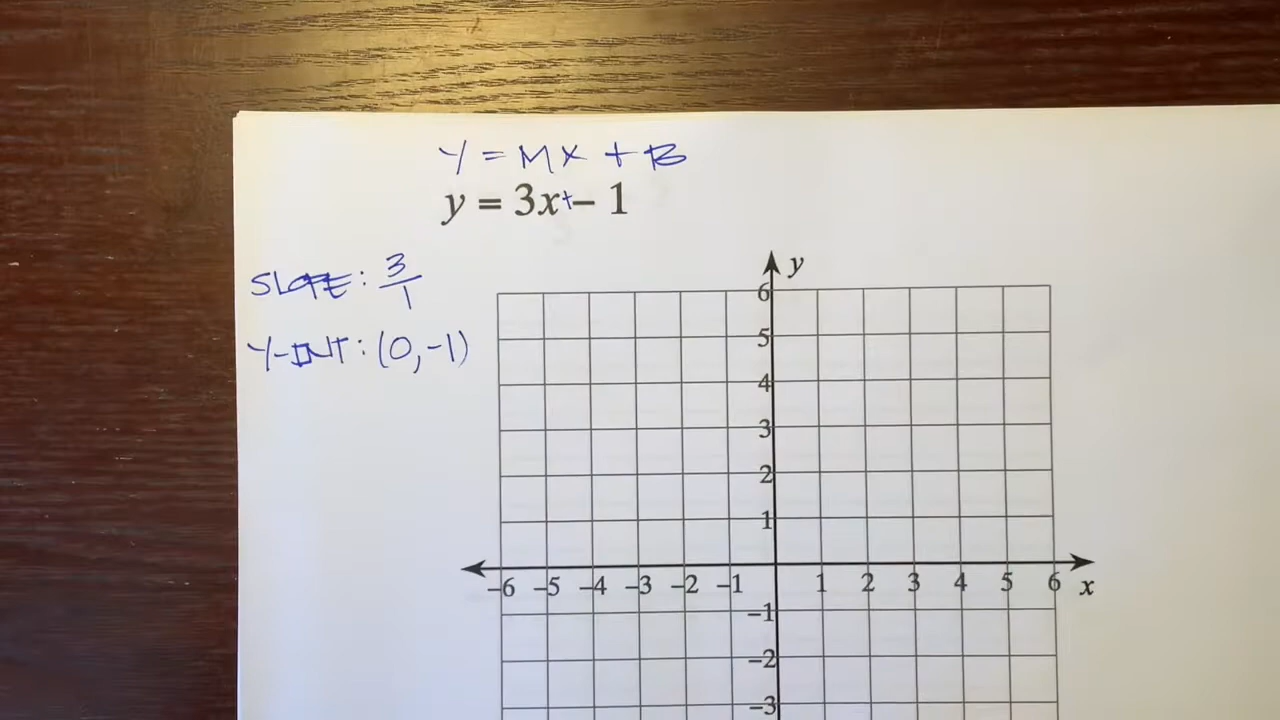 Y = MX + B
y = 3x + − 1
SLOPE: 3/1
Y-INT: (0, -1)
y
6
5
4
3
2
1
−6 −5 −4 −3 −2 −1 1 2 3 4 5 6 x
−1
−2
−3